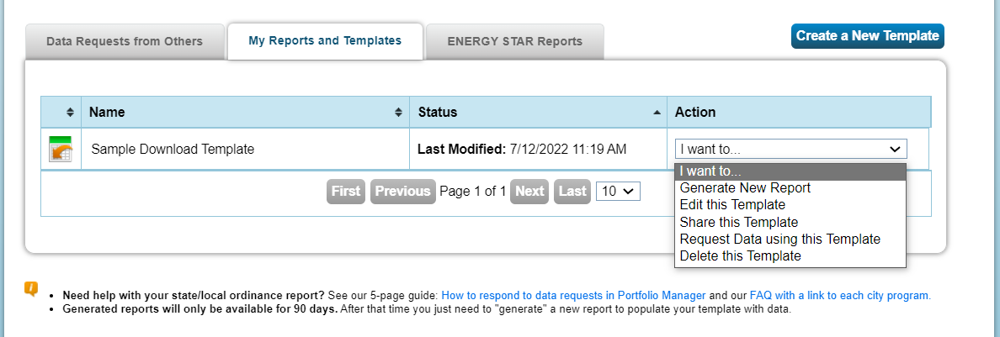 Data Requests from Others
My Reports and Templates
ENERGY STAR Reports
Create a New Template
Name
Status
Action
Sample Download Template
Last Modified: 7/12/2022 11:19 AM
I want to...
I want to...
Generate New Report
Edit this Template
Share this Template
Request Data using this Template
Delete this Template
First Previous Page 1 of 1 Next Last 10
• Need help with your state/local ordinance report? See our 5-page guide: How to respond to data requests in Portfolio Manager and our FAQ with a link to each city program.
• Generated reports will only be available for 90 days. After that time you just need to "generate" a new report to populate your template with data.